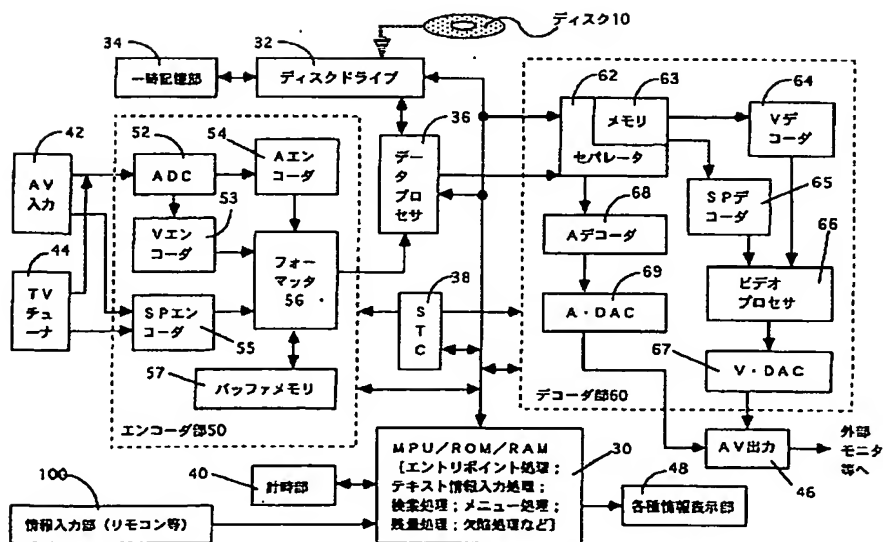 ディスク10
34
32
一時記憶部
ディスクドライブ
62
63
64
42
52
54
36
メモリ
Vデ
コーダ
AV
入力
ADC
Aエン
コーダ
データ
プロセサ
セパレータ
53
68
SPデ
コーダ
65
44
Vエン
コーダ
Aデコーダ
66
TV
チュー
ナ
フォー
マッタ
56
38
69
ビデオ
プロセサ
SPエン
コーダ
STC
A・DAC
55
67
57
バッファメモリ
V・DAC
エンコーダ部50
デコーダ部60
MPU/ROM/RAM
[エントリポイント処理;
テキスト情報入力処理;
検索処理;メニュー処理;
残量処理;欠陥処理など]
30
AV出力
外部
モニタ
等へ
40
計時部
48
46
100
各種情報表示部
情報入力部(リモコン等)